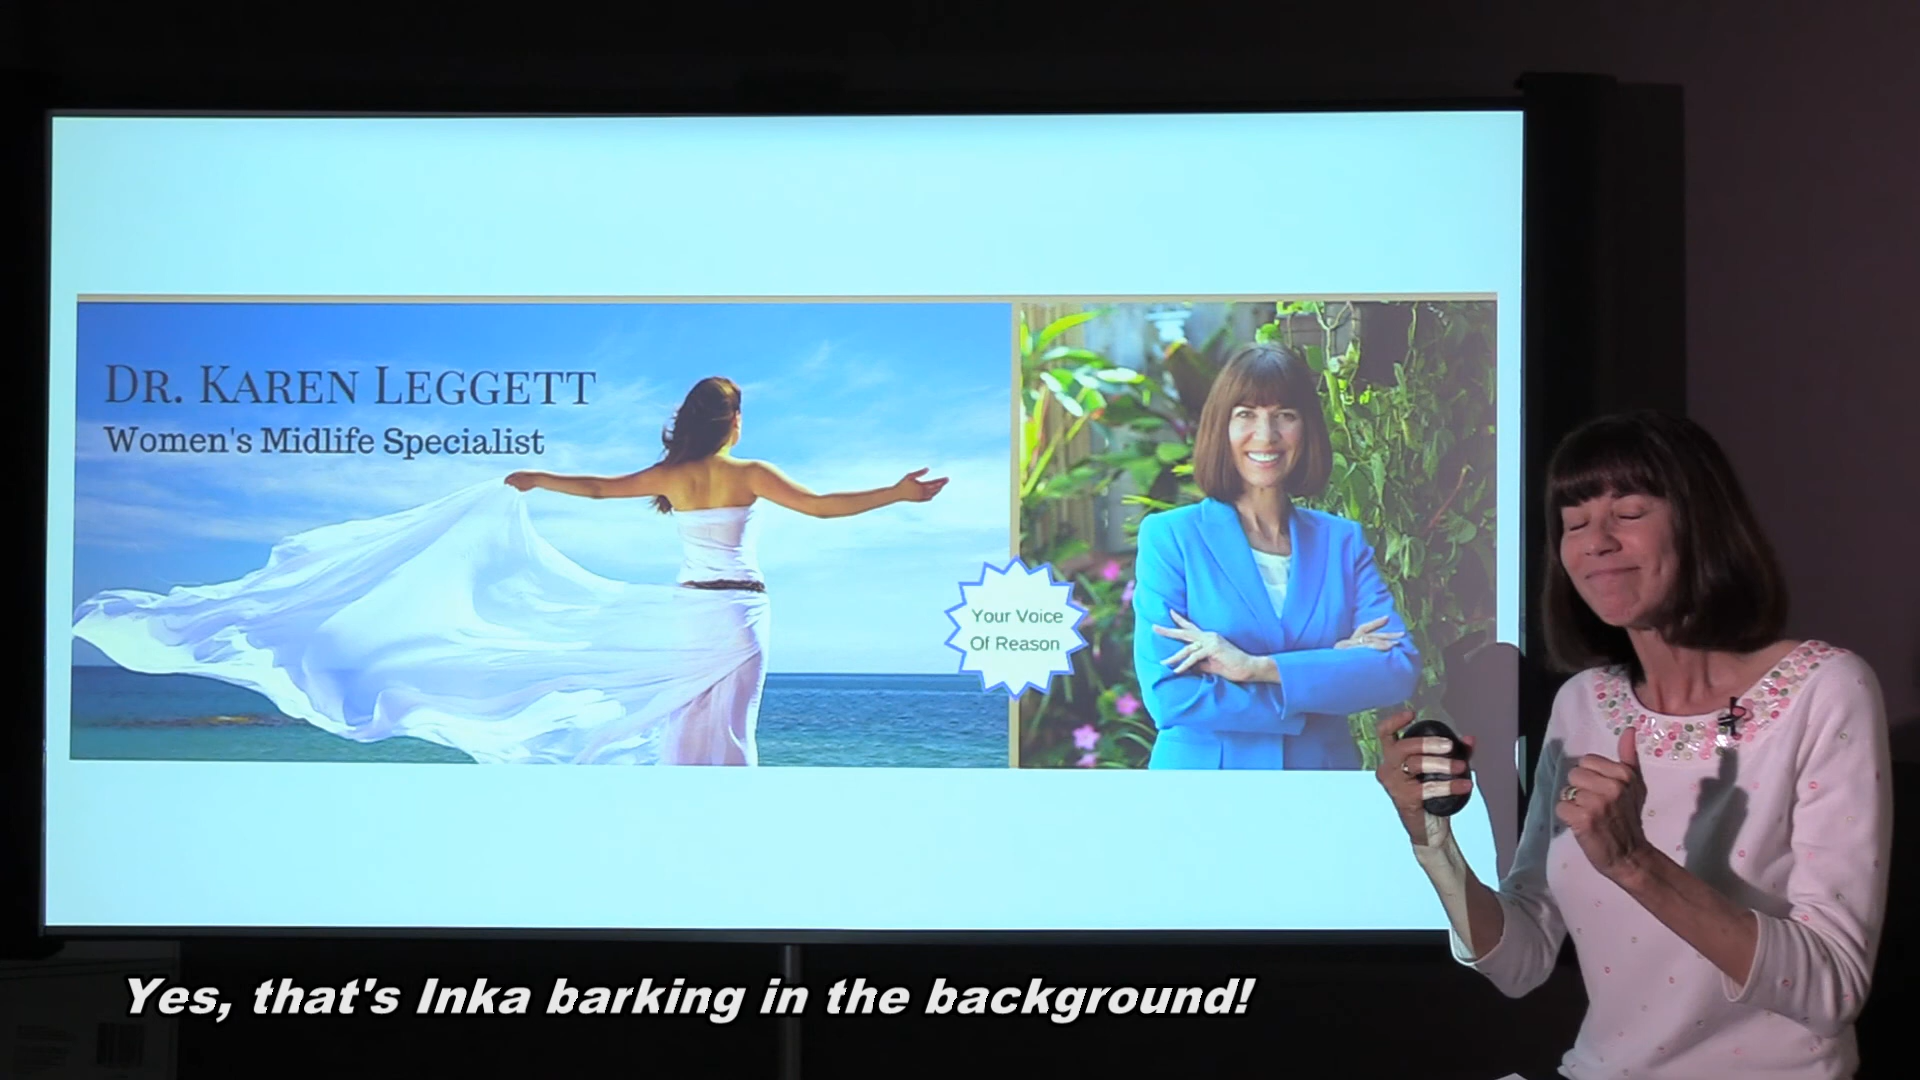 DR. KAREN LEGGETT
Women's Midlife Specialist
Your Voice
Of Reason
Yes, that's Inka barking in the background!